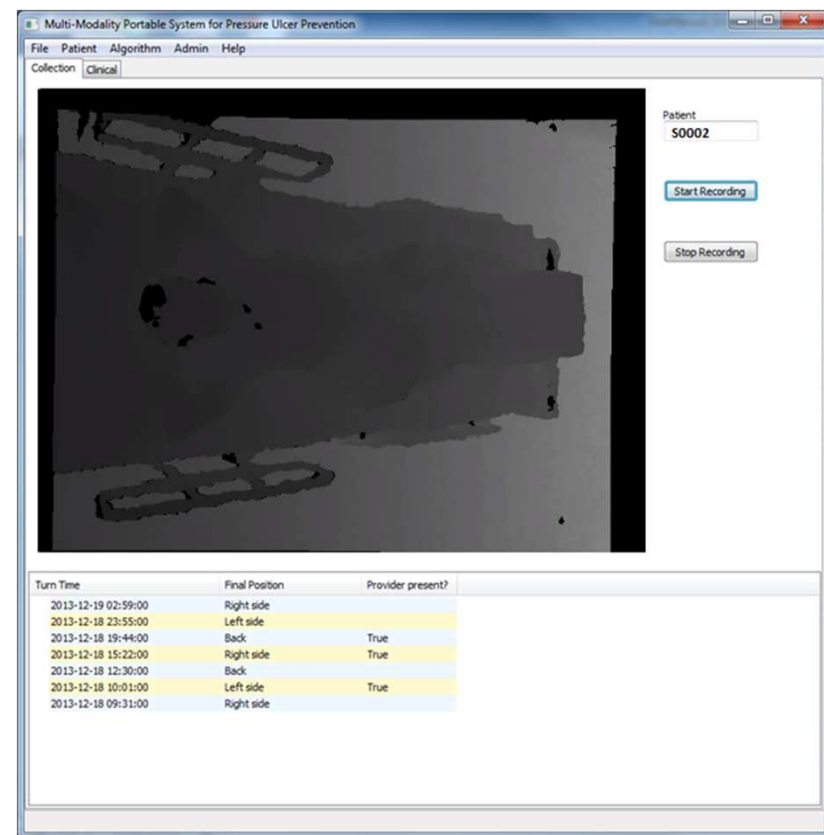 Multi-Modality Portable System for Pressure Ulcer Prevention
File Patient Algorithm Admin Help
Collection Clinical
Patient
S0002
Start Recording
Stop Recording
Turn Time Final Position Provider present?
2013-12-19 02:59:00 Right side
2013-12-18 23:55:00 Left side
2013-12-18 19:44:00 Back True
2013-12-18 15:22:00 Right side True
2013-12-18 12:30:00 Back
2013-12-18 10:01:00 Left side True
2013-12-18 09:31:00 Right side